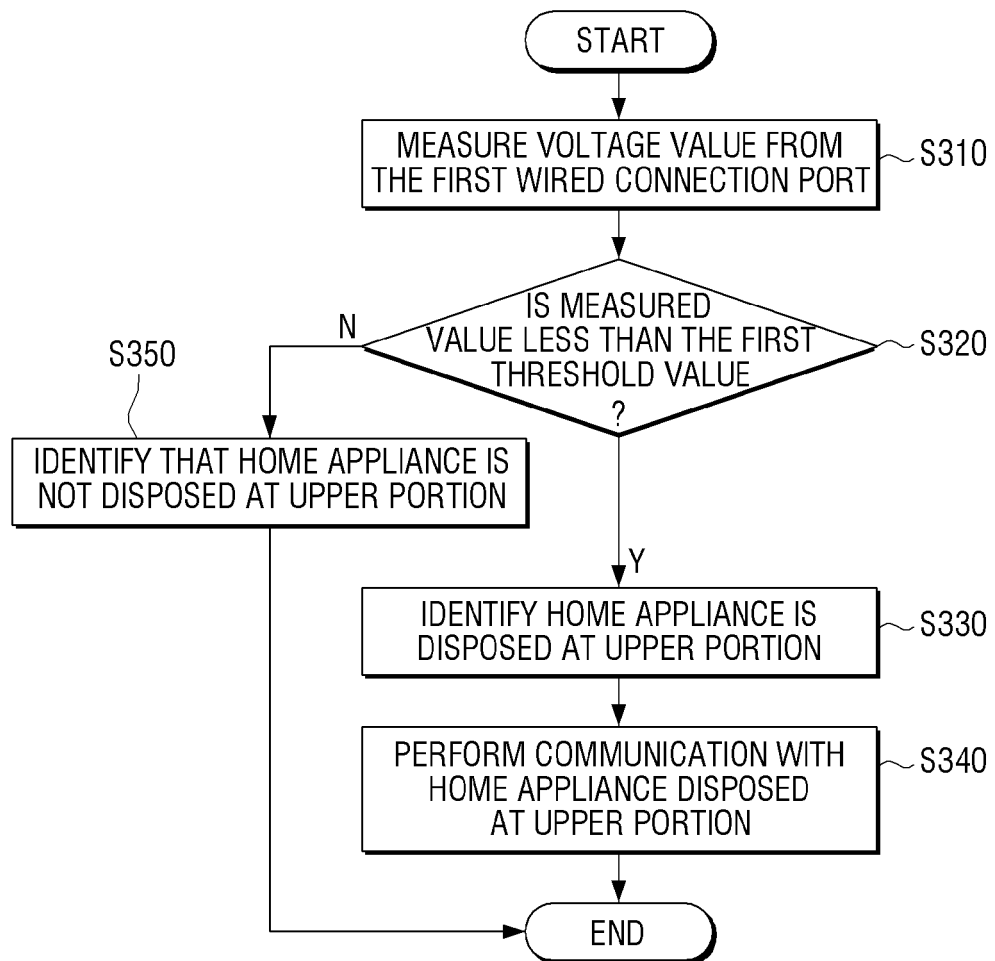 START
MEASURE VOLTAGE VALUE FROM
THE FIRST WIRED CONNECTION PORT
S310
IS MEASURED
VALUE LESS THAN THE FIRST
THRESHOLD VALUE
?
S320
N
S350
IDENTIFY THAT HOME APPLIANCE IS
NOT DISPOSED AT UPPER PORTION
Y
IDENTIFY HOME APPLIANCE IS
DISPOSED AT UPPER PORTION
S330
PERFORM COMMUNICATION WITH
HOME APPLIANCE DISPOSED
AT UPPER PORTION
S340
END